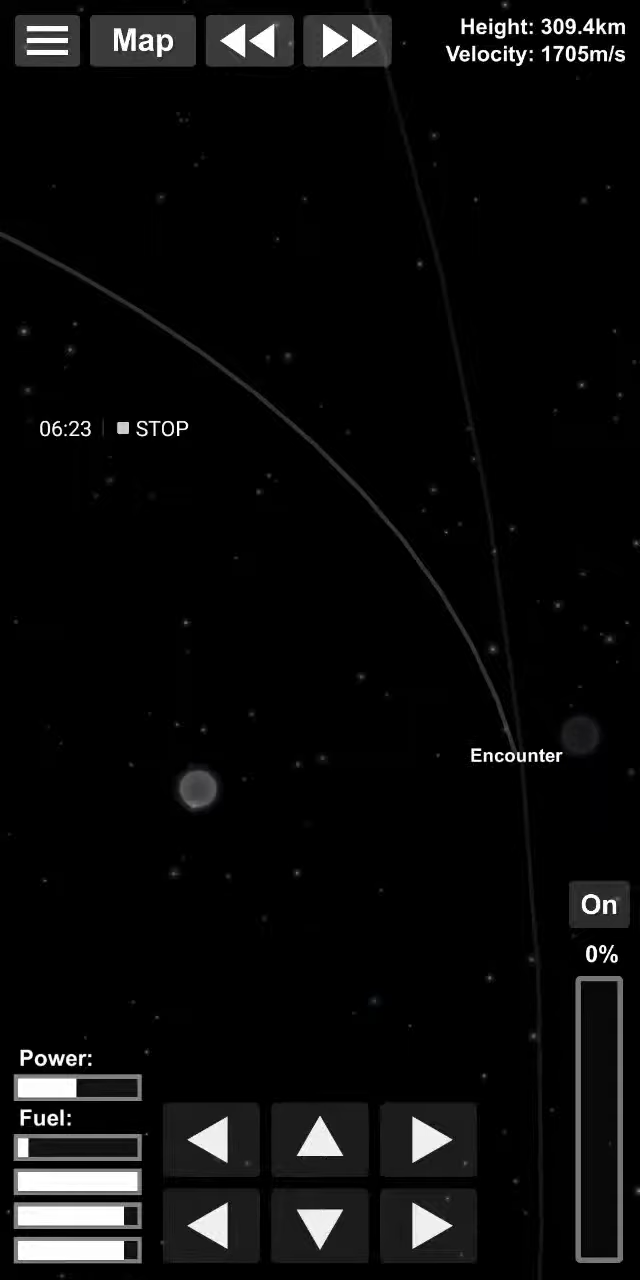 Map
Height: 309.4km
Velocity: 1705m/s
06:23 STOP
Encounter
On
0%
Power:
Fuel: